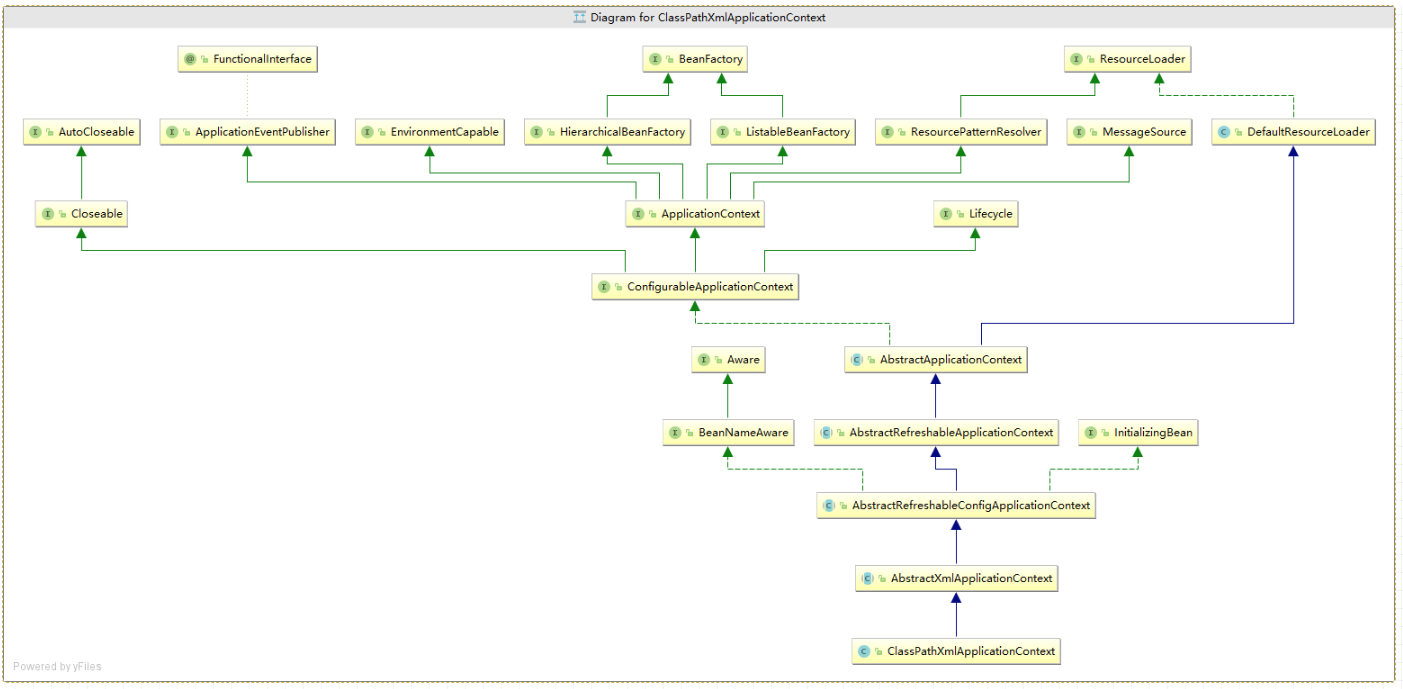 Diagram for ClassPathXmlApplicationContext
@ FunctionalInterface
I BeanFactory
I ResourceLoader
I AutoCloseable
I ApplicationEventPublisher
I EnvironmentCapable
I HierarchicalBeanFactory
I ListableBeanFactory
I ResourcePatternResolver
I MessageSource
C DefaultResourceLoader
I Closeable
I ApplicationContext
I Lifecycle
I ConfigurableApplicationContext
I Aware
C AbstractApplicationContext
I BeanNameAware
C AbstractRefreshableApplicationContext
I InitializingBean
C AbstractRefreshableConfigApplicationContext
C AbstractXmlApplicationContext
C ClassPathXmlApplicationContext
Powered by yFiles